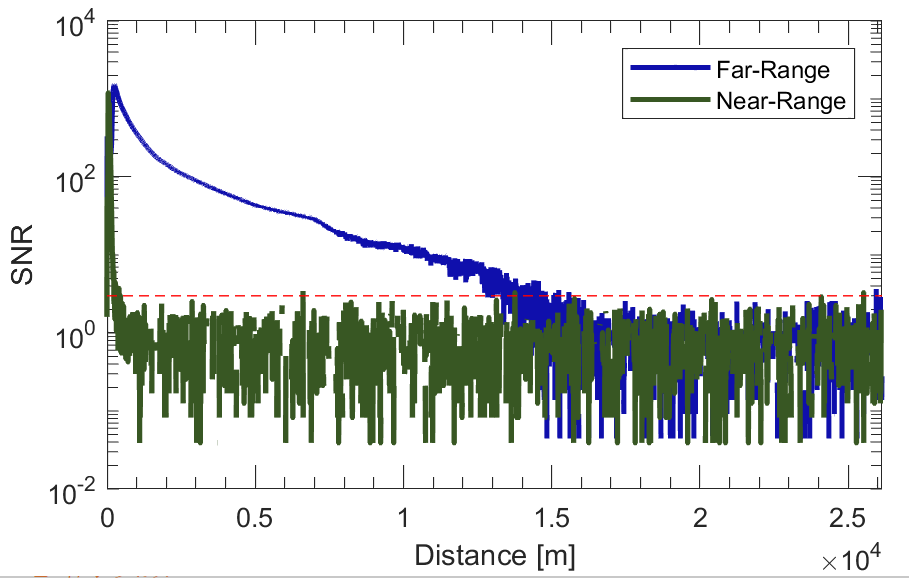 10^4
Far-Range
Near-Range
10^2
SNR
10^0
10^-2
0 0.5 1 1.5 2 2.5
Distance [m] ×10^4